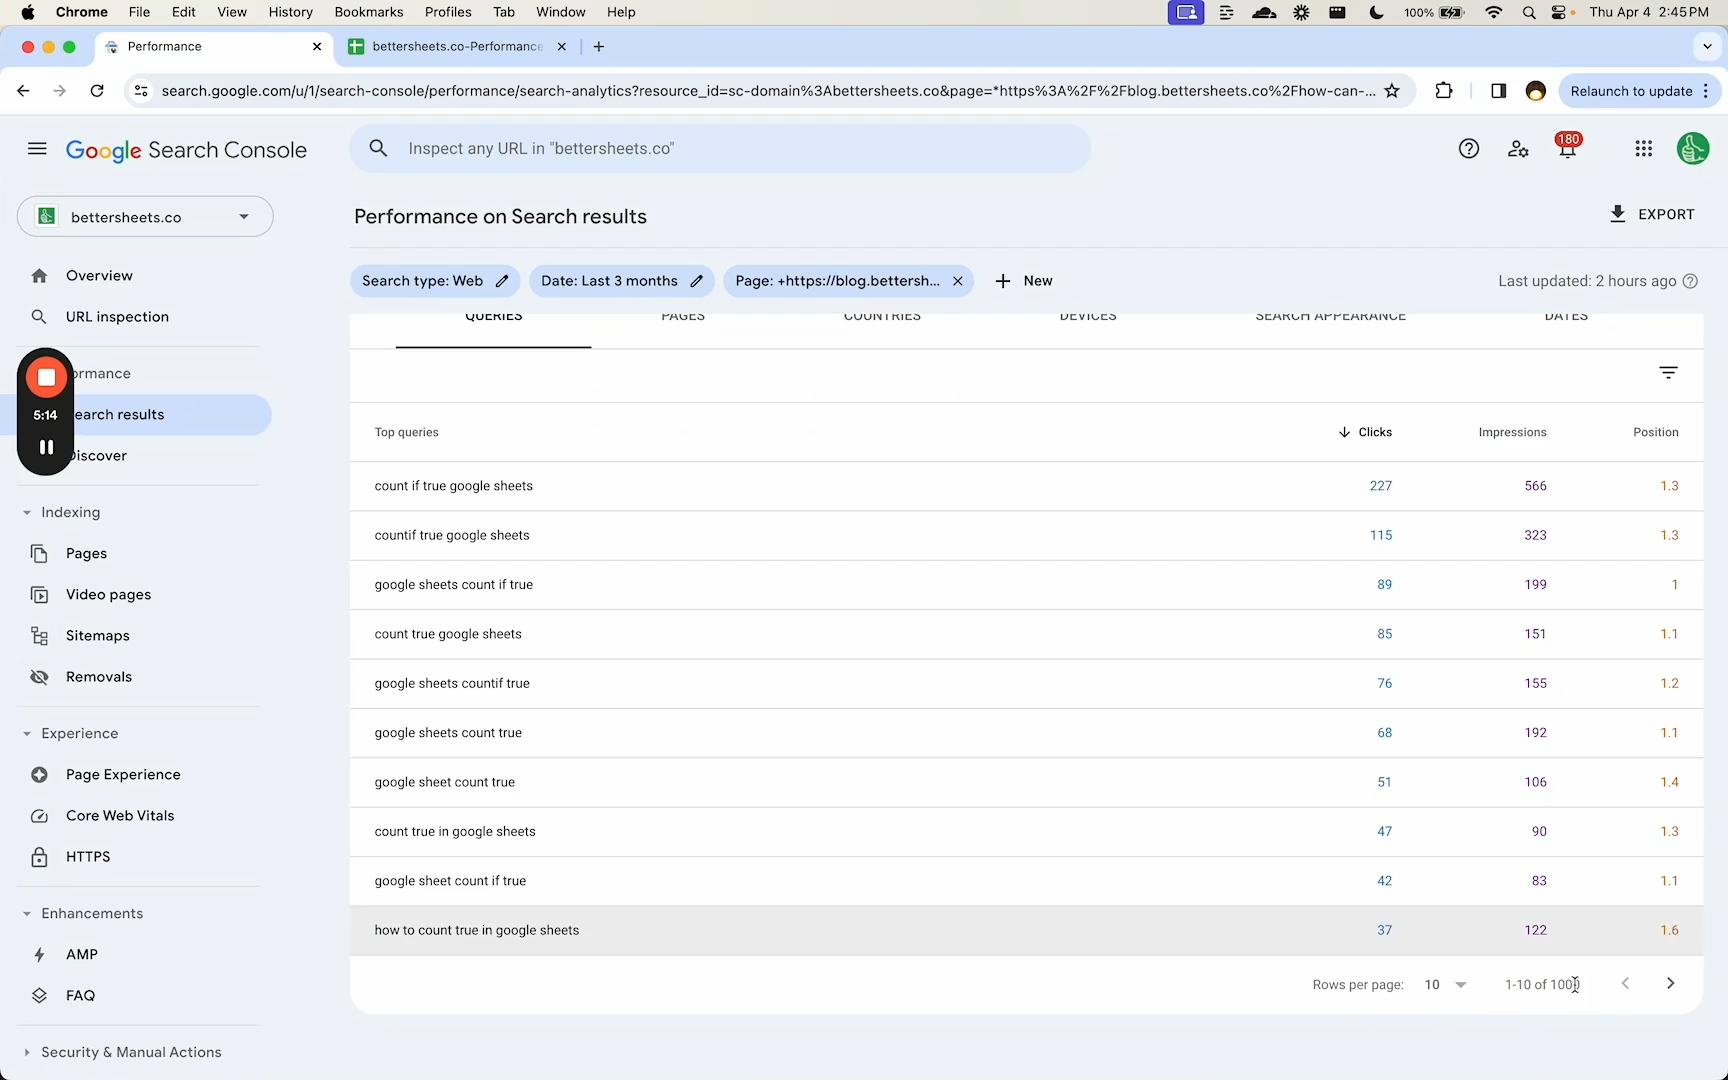 Chrome File Edit View History Bookmarks Profiles Tab Window Help 100% Thu Apr 4 2:45 PM
Performance bettersheets.co-Performance
search.google.com/u/1/search-console/performance/search-analytics?resource_id=sc-domain%3Abettersheets.co&page=*https%3A%2F%2Fblog.bettersheets.co%2Fhow-can-... Relaunch to update
Google Search Console Inspect any URL in "bettersheets.co" 180
bettersheets.co Performance on Search results EXPORT
Search type: Web Date: Last 3 months Page: +https://blog.bettersh... New Last updated: 2 hours ago
Overview
URL inspection
ormance
5:14
earch results
Discover
Indexing
Pages
Video pages
Sitemaps
Removals
Experience
Page Experience
Core Web Vitals
HTTPS
Enhancements
AMP
FAQ
Security & Manual Actions
QUERIES PAGES COUNTRIES DEVICES SEARCH APPEARANCE DATES
Top queries Clicks Impressions Position
count if true google sheets 227 566 1.3
countif true google sheets 115 323 1.3
google sheets count if true 89 199 1
count true google sheets 85 151 1.1
google sheets countif true 76 155 1.2
google sheets count true 68 192 1.1
google sheet count true 51 106 1.4
count true in google sheets 47 90 1.3
google sheet count if true 42 83 1.1
how to count true in google sheets 37 122 1.6
Rows per page: 10 1-10 of 1000